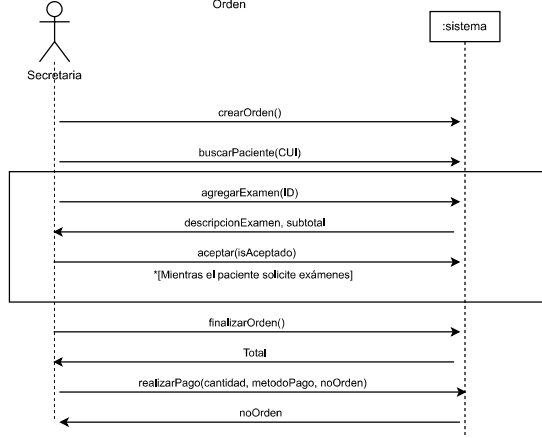 Orden
:sistema
Secretaria
crearOrden()
buscarPaciente(CUI)
agregarExamen(ID)
descripcionExamen, subtotal
aceptar(isAceptado)
*[Mientras el paciente solicite exámenes]
finalizarOrden()
Total
realizarPago(cantidad, metodoPago, noOrden)
noOrden